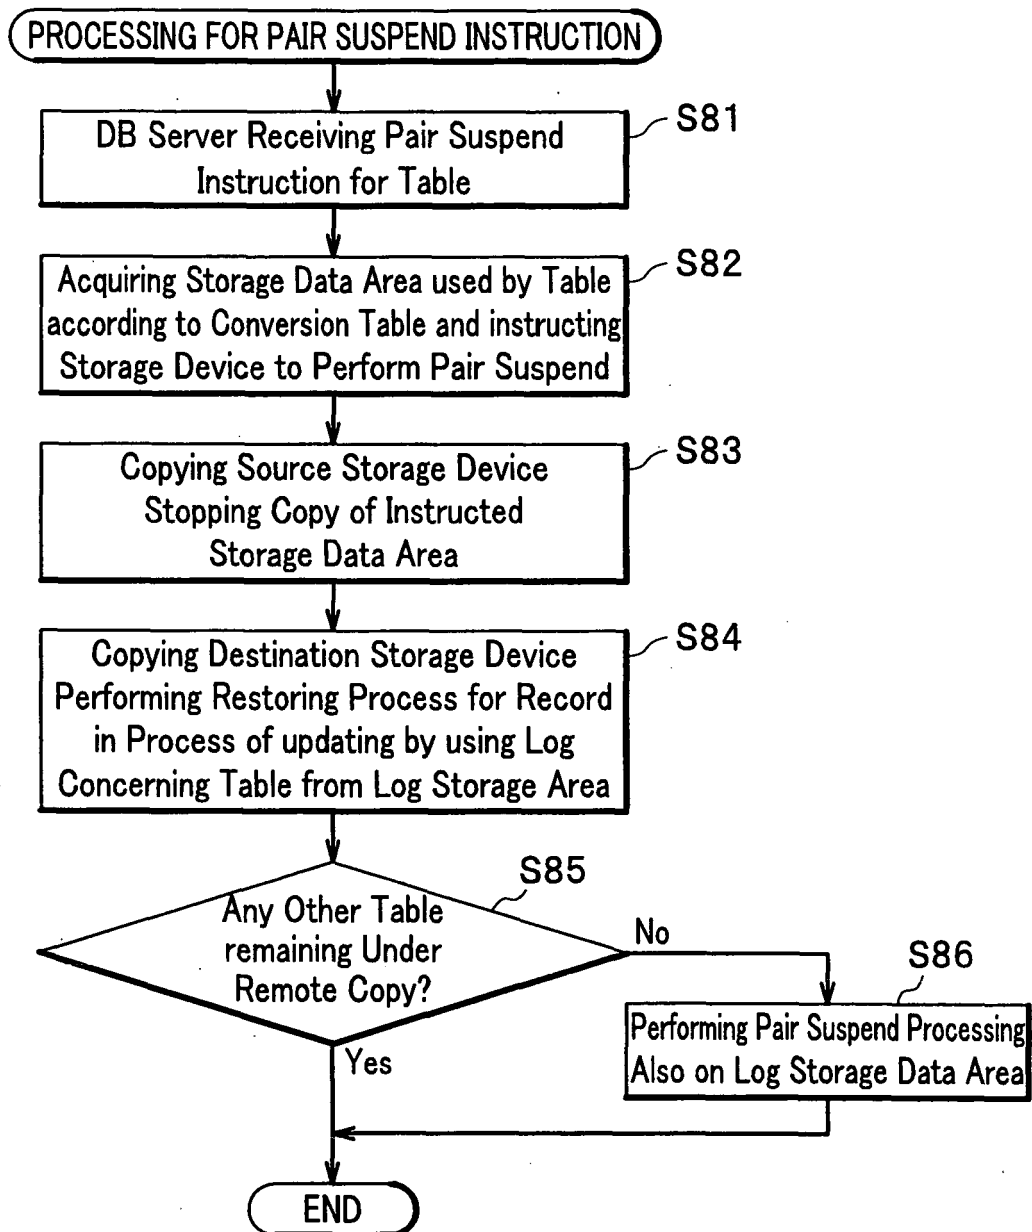 PROCESSING FOR PAIR SUSPEND INSTRUCTION
DB Server Receiving Pair Suspend
Instruction for Table
S81
Acquiring Storage Data Area used by Table
according to Conversion Table and instructing
Storage Device to Perform Pair Suspend
S82
Copying Source Storage Device
Stopping Copy of Instructed
Storage Data Area
S83
Copying Destination Storage Device
Performing Restoring Process for Record
in Process of updating by using Log
Concerning Table from Log Storage Area
S84
Any Other Table
remaining Under
Remote Copy?
S85
No
Yes
S86
Performing Pair Suspend Processing
Also on Log Storage Data Area
END